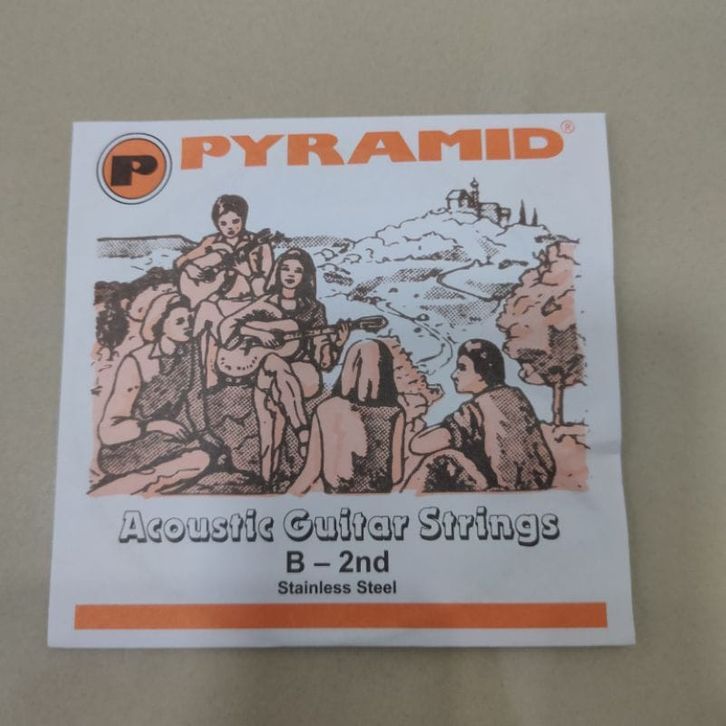 P PYRAMID®
Acoustic Guitar Strings
B – 2nd
Stainless Steel